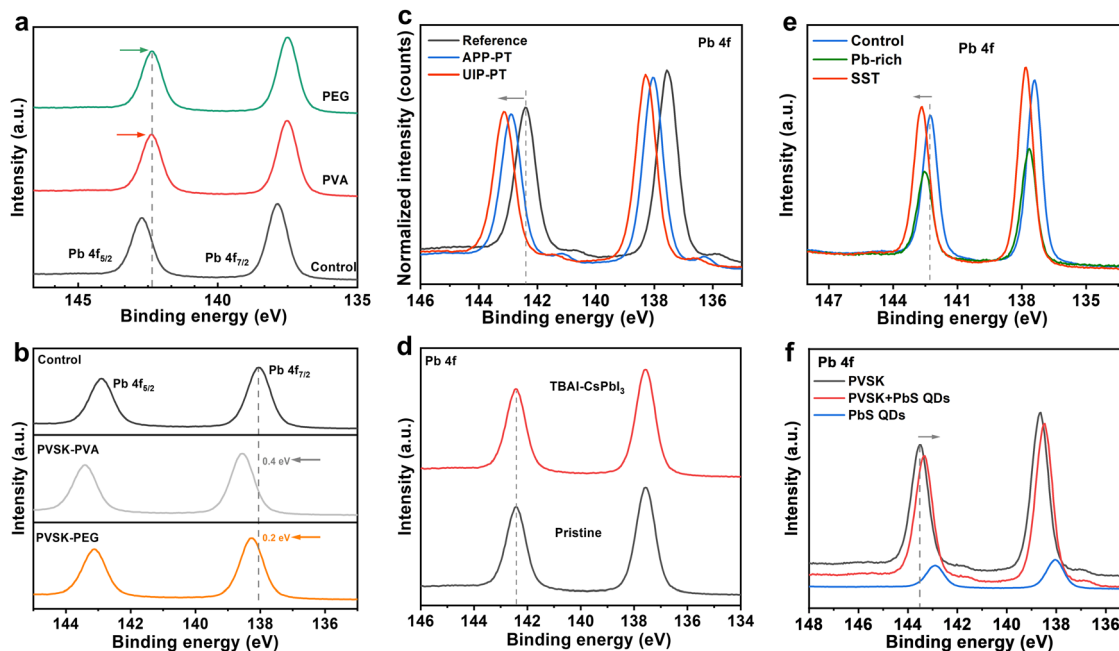 a
PEG
PVA
Pb 4f5/2
Pb 4f7/2
Control
Intensity (a.u.)
145 140 135
Binding energy (eV)
b
Control
Pb 4f5/2
Pb 4f7/2
PVSK-PVA
0.4 eV
PVSK-PEG
0.2 eV
Intensity (a.u.)
144 142 140 138 136
Binding energy (eV)
c
Reference
APP-PT
UIP-PT
Pb 4f
Normalized intensity (counts)
146 144 142 140 138 136
Binding energy (eV)
d
Pb 4f
TBAI-CsPbI3
Pristine
Intensity (a.u.)
146 144 142 140 138 136 134
Binding energy (eV)
e
Control
Pb-rich
SST
Pb 4f
Intensity (a.u.)
147 144 141 138 135
Binding energy (eV)
f
Pb 4f
PVSK
PVSK+PbS QDs
PbS QDs
Intensity (a.u.)
148 146 144 142 140 138 136
Binding energy (eV)